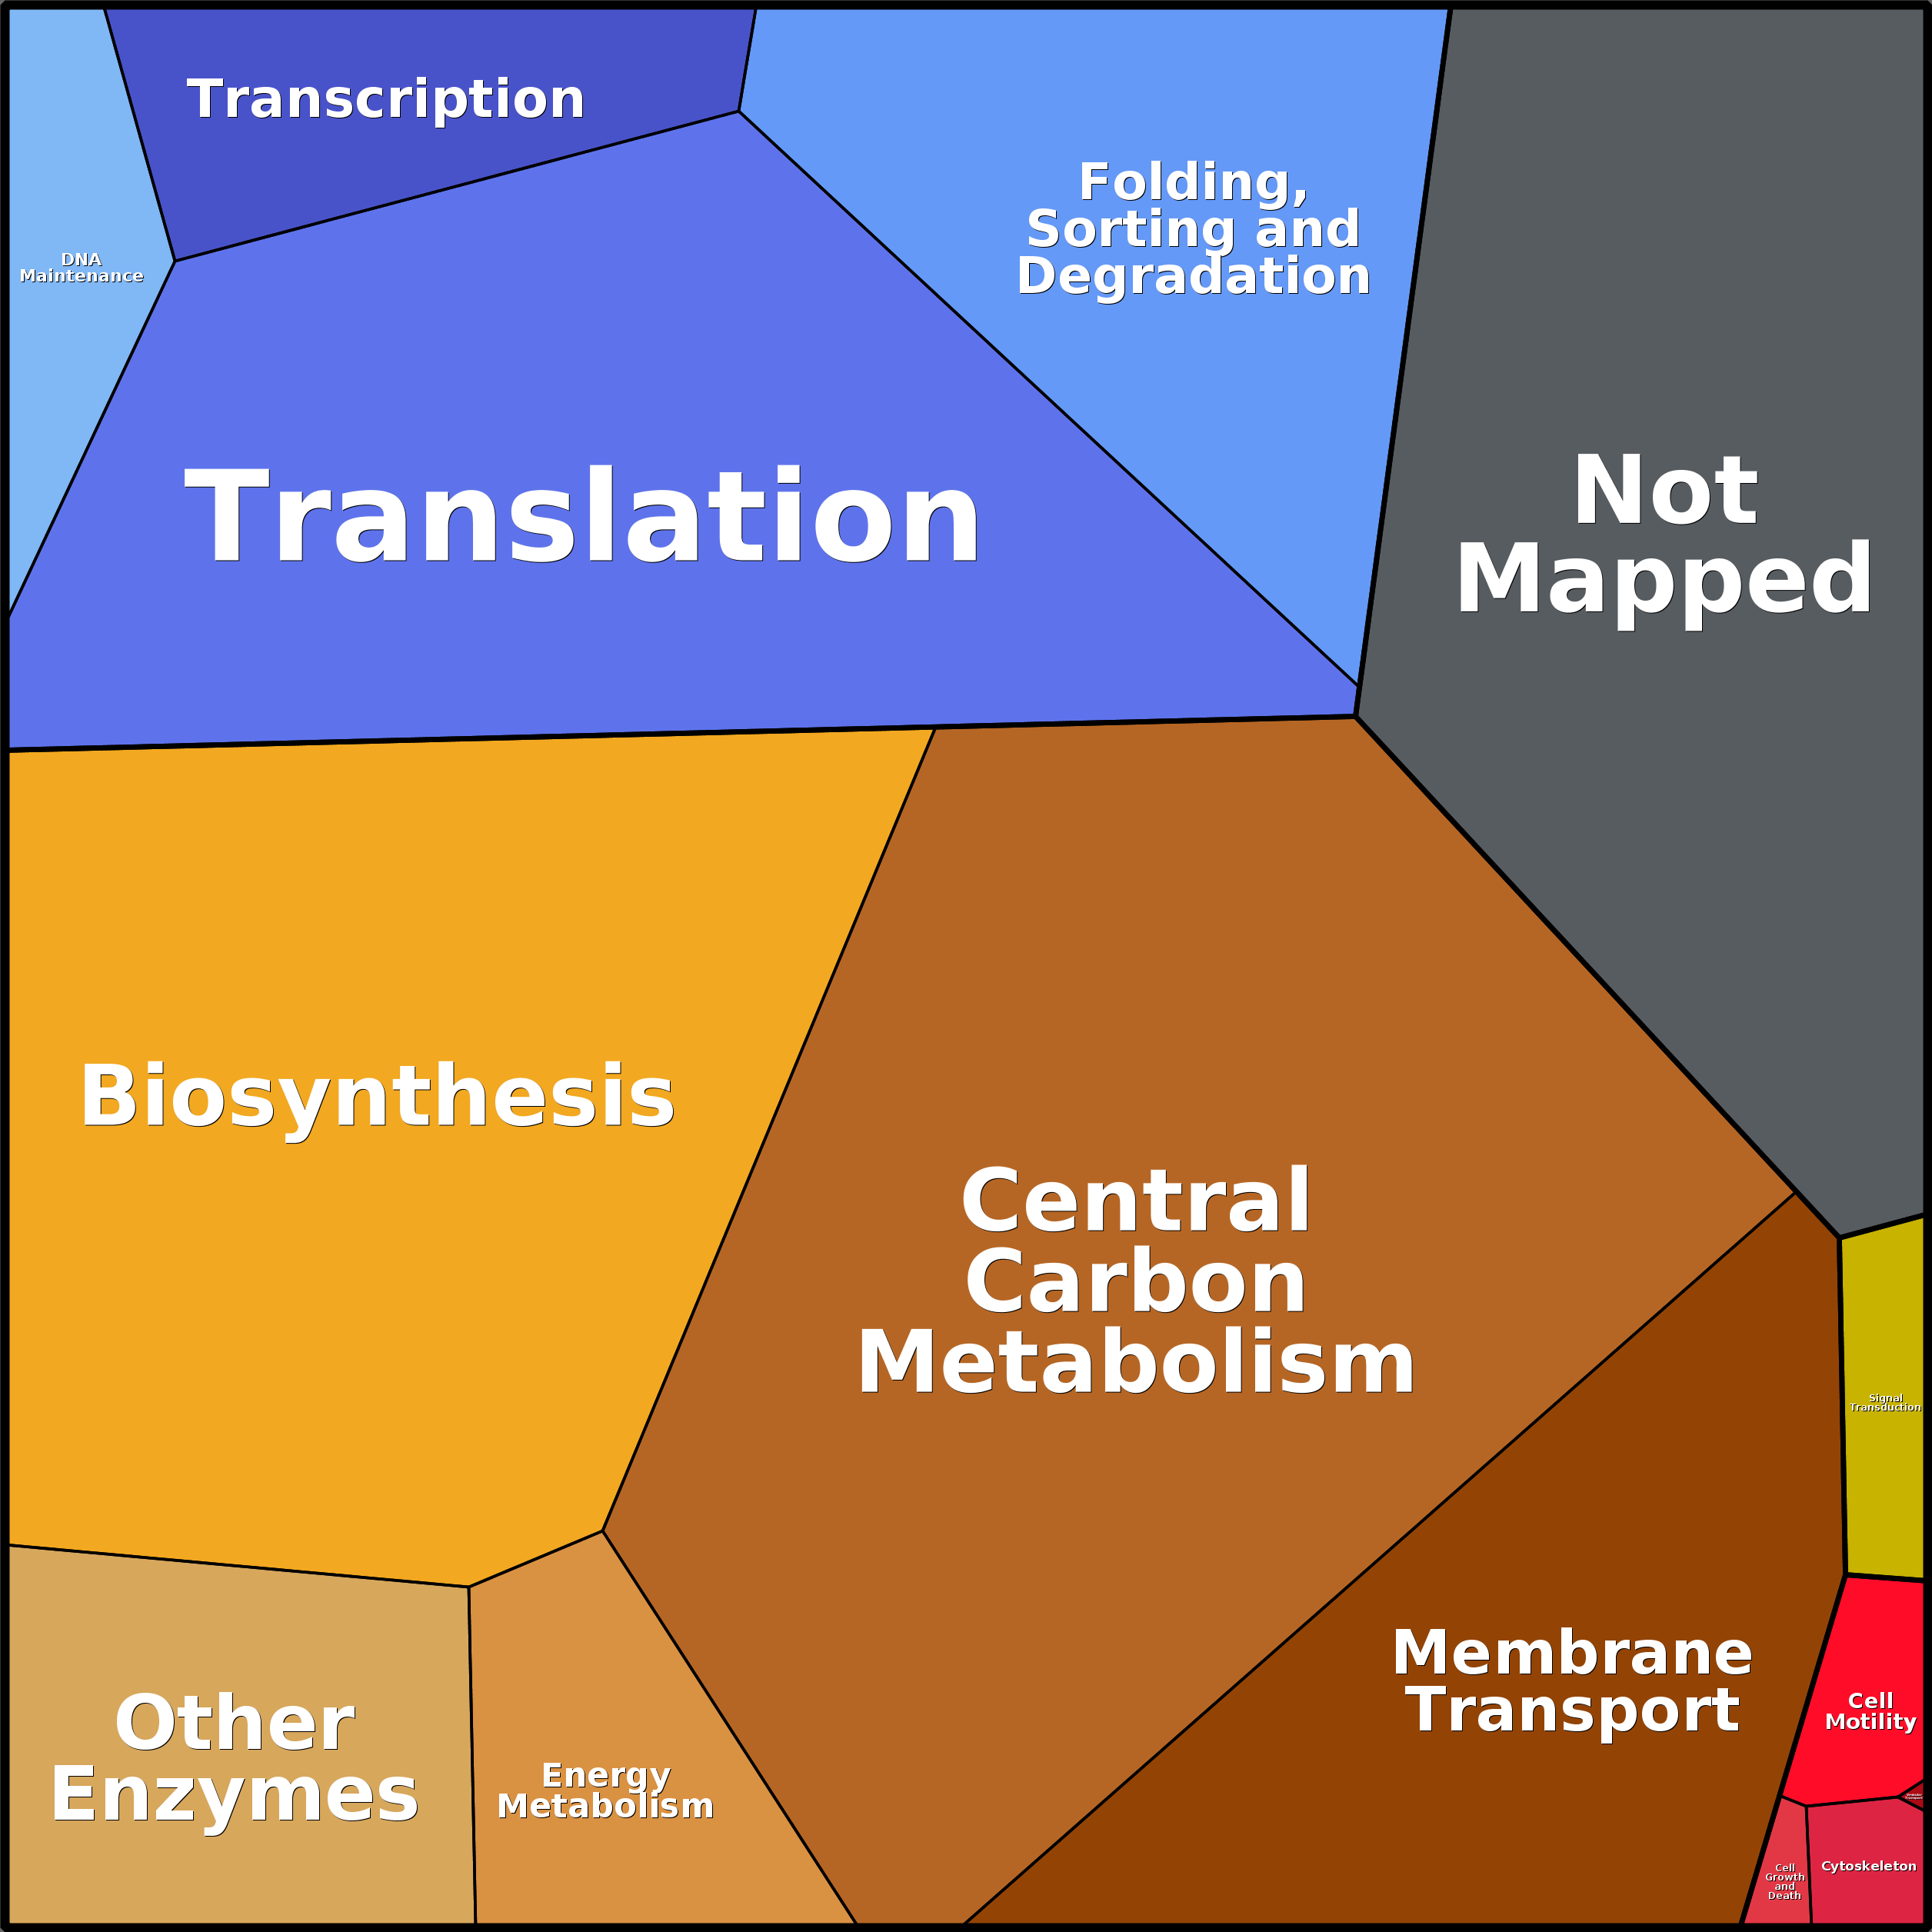 Transcription
DNA
Maintenance
Folding,
Sorting and
Degradation
Translation
Not
Mapped
Biosynthesis
Central
Carbon
Metabolism
Signal
Transduction
Membrane
Transport
Cell
Motility
Other
Enzymes
Energy
Metabolism
Cytoskeleton
Cell
Growth
and
Death